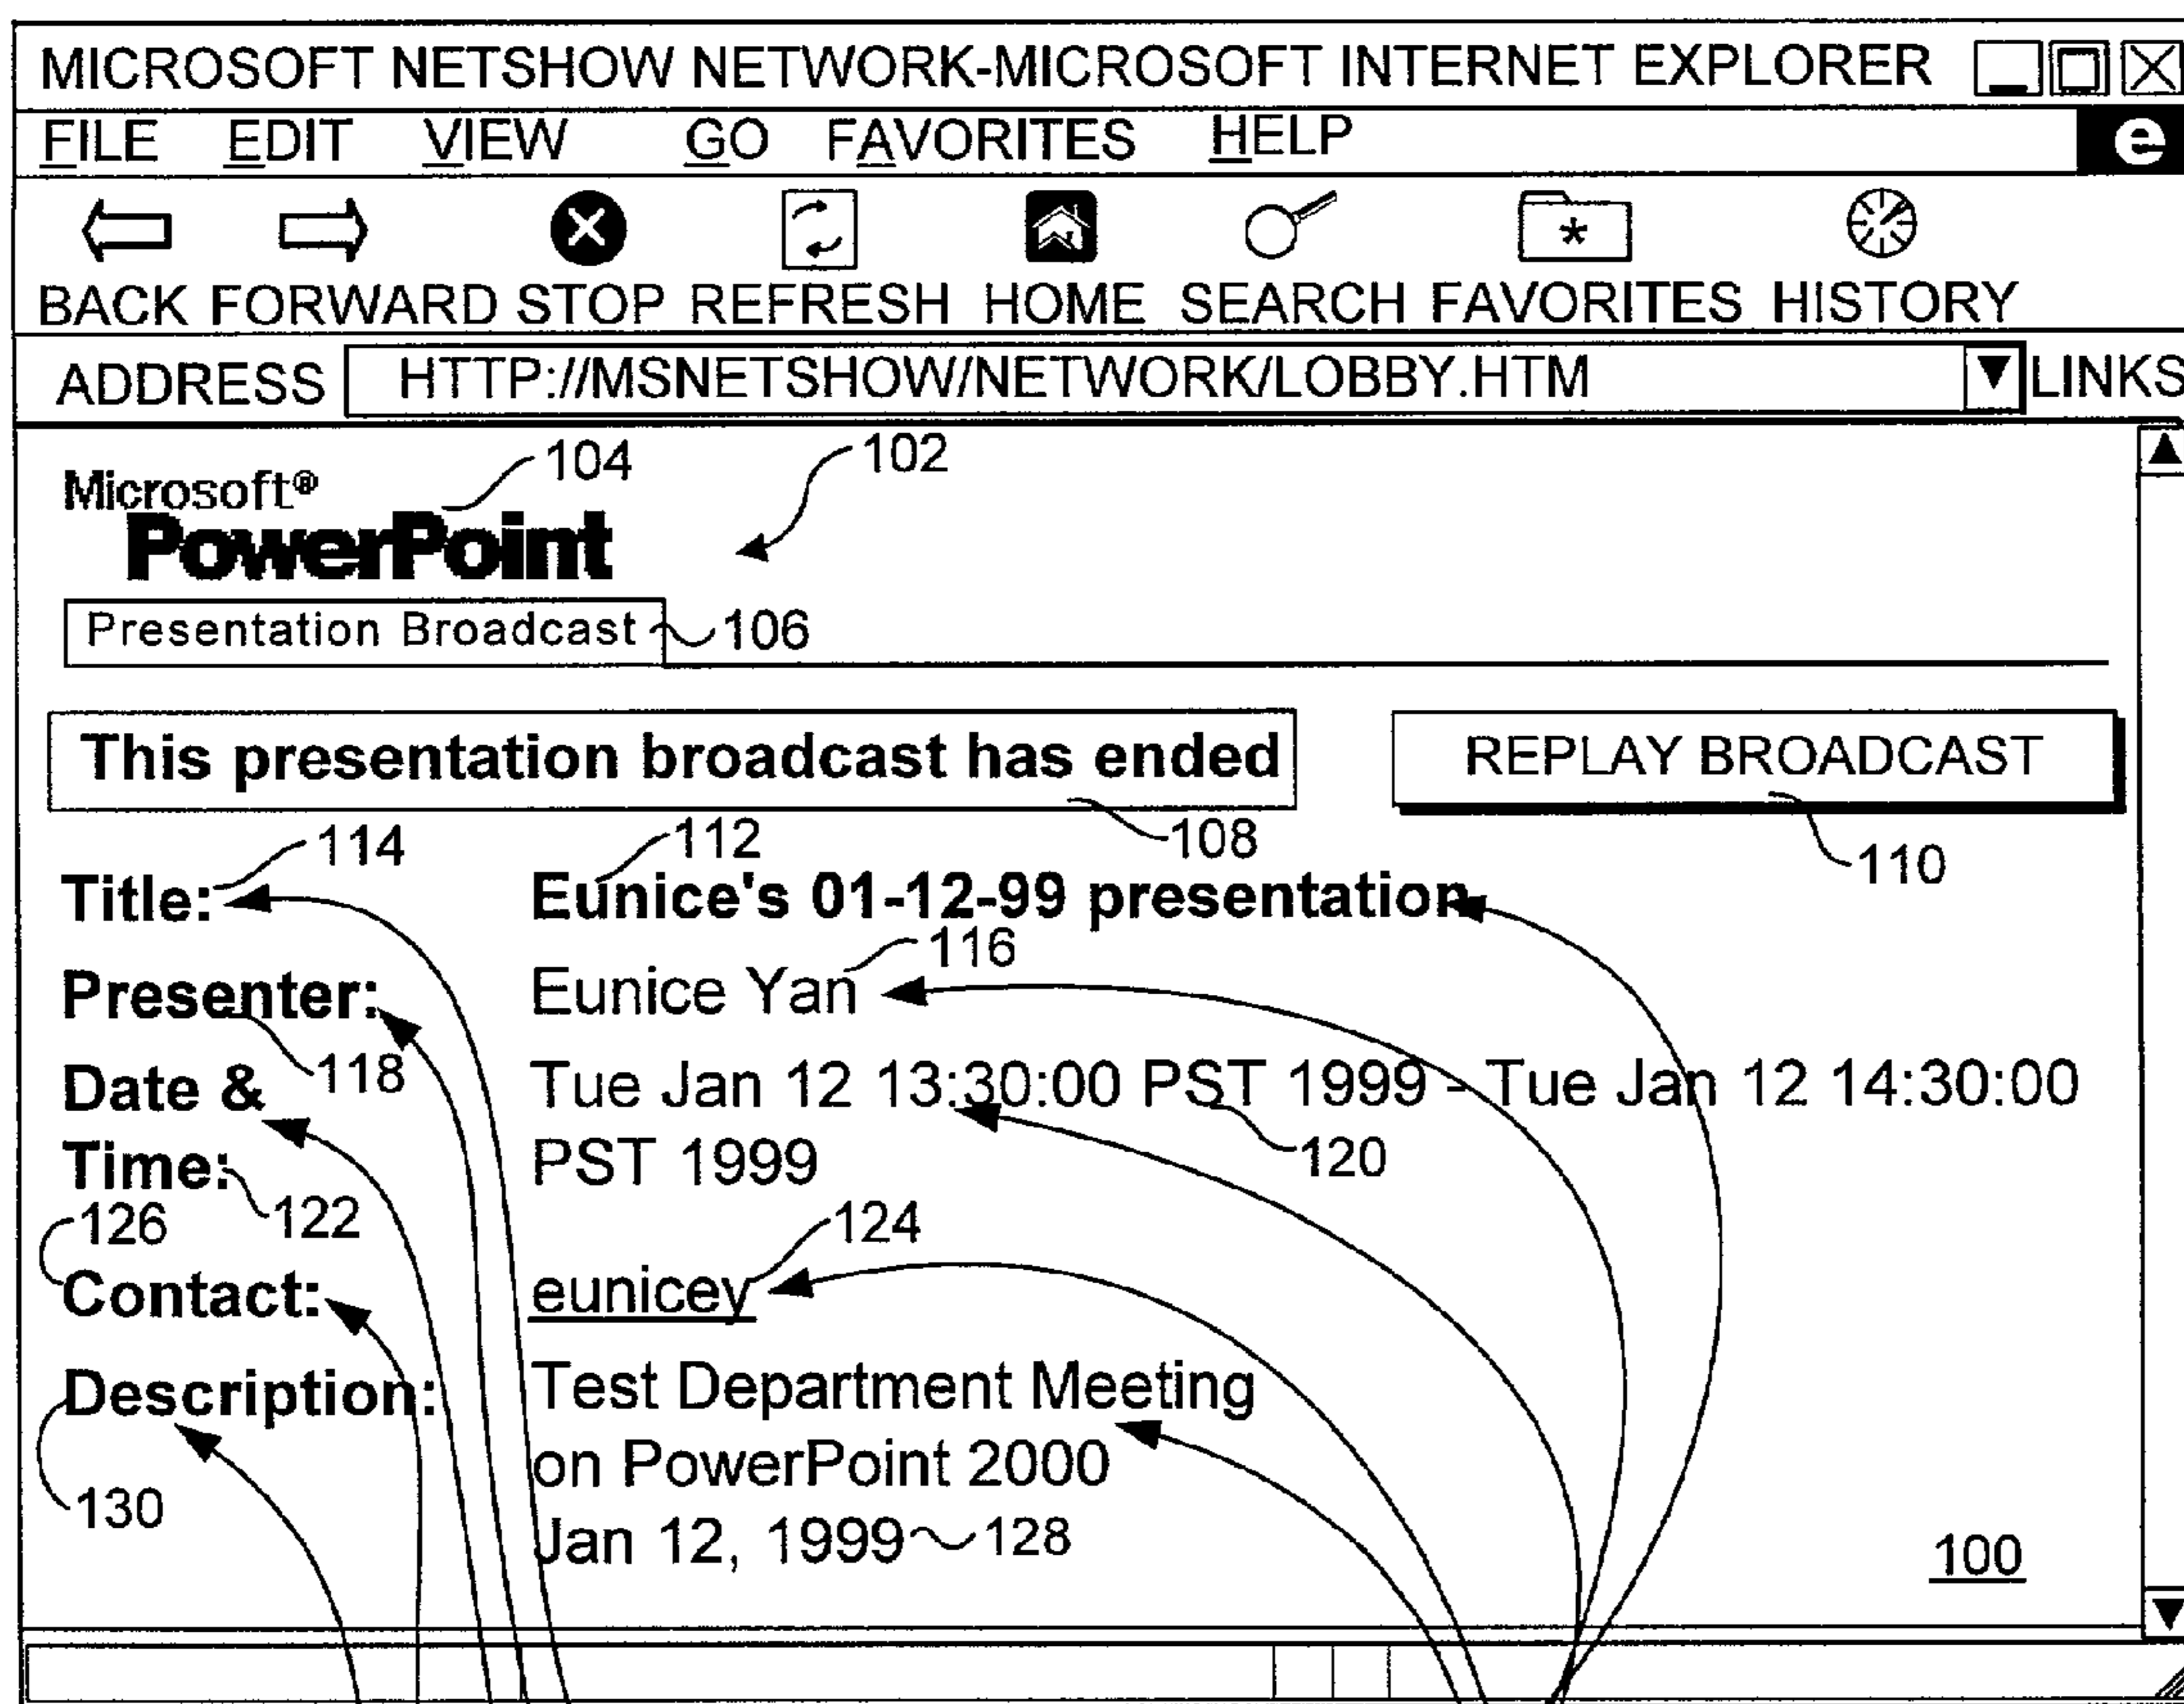 MICROSOFT NETSHOW NETWORK-MICROSOFT INTERNET EXPLORER
FILE EDIT VIEW GO FAVORITES HELP
e
BACK FORWARD STOP REFRESH HOME SEARCH FAVORITES HISTORY
ADDRESS HTTP://MSNETSHOW/NETWORK/LOBBY.HTM LINKS
104 102
Microsoft®
PowerPoint
Presentation Broadcast 106
This presentation broadcast has ended REPLAY BROADCAST
114 112 108 110
Title: Eunice's 01-12-99 presentation
116
Presenter: Eunice Yan
118
Date & Tue Jan 12 13:30:00 PST 1999 - Tue Jan 12 14:30:00
Time: PST 1999 120
126 122 124
Contact: eunicey
Description: Test Department Meeting
on PowerPoint 2000
130 Jan 12, 1999 128
100